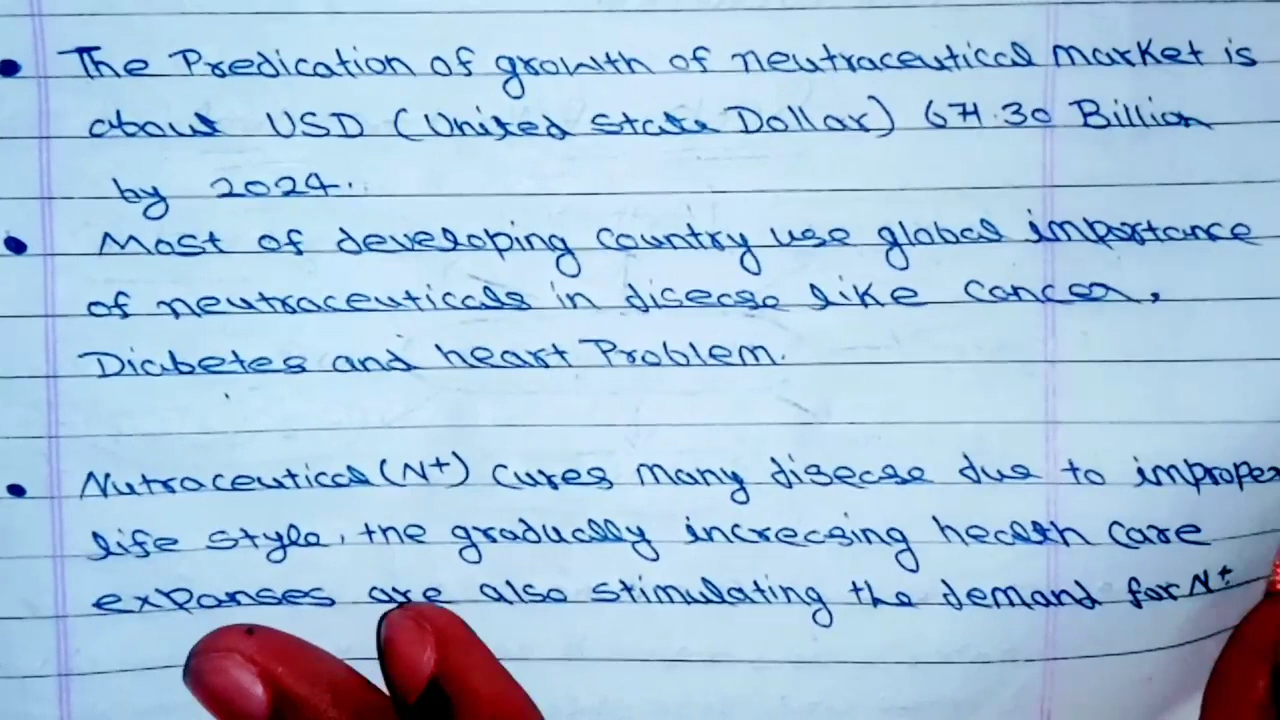 The Predication of growth of neutraceutical market is
about USD (United State Dollar) 671.30 Billion
by 2024.
Most of developing country use global importance
of neutraceuticals in disease like cancer,
Diabetes and heart Problem.
Nutraceutical (N+) cures many disease due to improper
life style, the gradually increasing health care
expanses are also stimulating the demand for N+